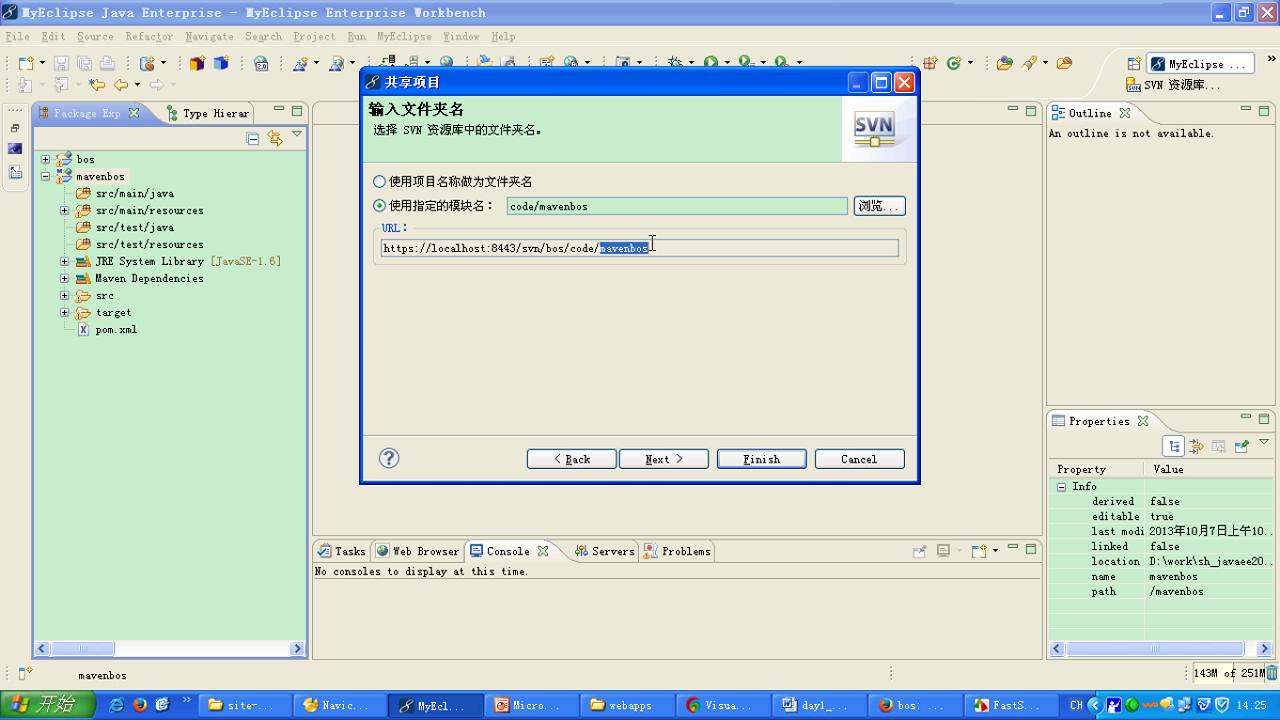 MyEclipse Java Enterprise - MyEclipse Enterprise Workbench
File Edit Source Refactor Navigate Search Project Run MyEclipse Window Help
MyEclipse ...
SVN 资源库...
Package Exp
Type Hierar
bos
mavenbos
src/main/java
src/main/resources
src/test/java
src/test/resources
JRE System Library [JavaSE-1.6]
Maven Dependencies
src
target
pom.xml
共享项目
输入文件夹名
选择 SVN 资源库中的文件夹名。
SVN
使用项目名称做为文件夹名
使用指定的模块名:
code/mavenbos
浏览...
URL:
https://localhost:8443/svn/bos/code/mavenbos
< Back
Next >
Finish
Cancel
Outline
An outline is not available.
Properties
Property Value
Info
derived false
editable true
last modi 2013年10月7日上午10...
linked false
location D:\work\sh_javaee20...
name mavenbos
path /mavenbos
Tasks Web Browser Console Servers Problems
No consoles to display at this time.
mavenbos
143M of 251M
开始
site-...
Navic...
MyEcl...
Micro...
webapps
Visua...
day1_...
bos: ...
FastS...
CH
14:25